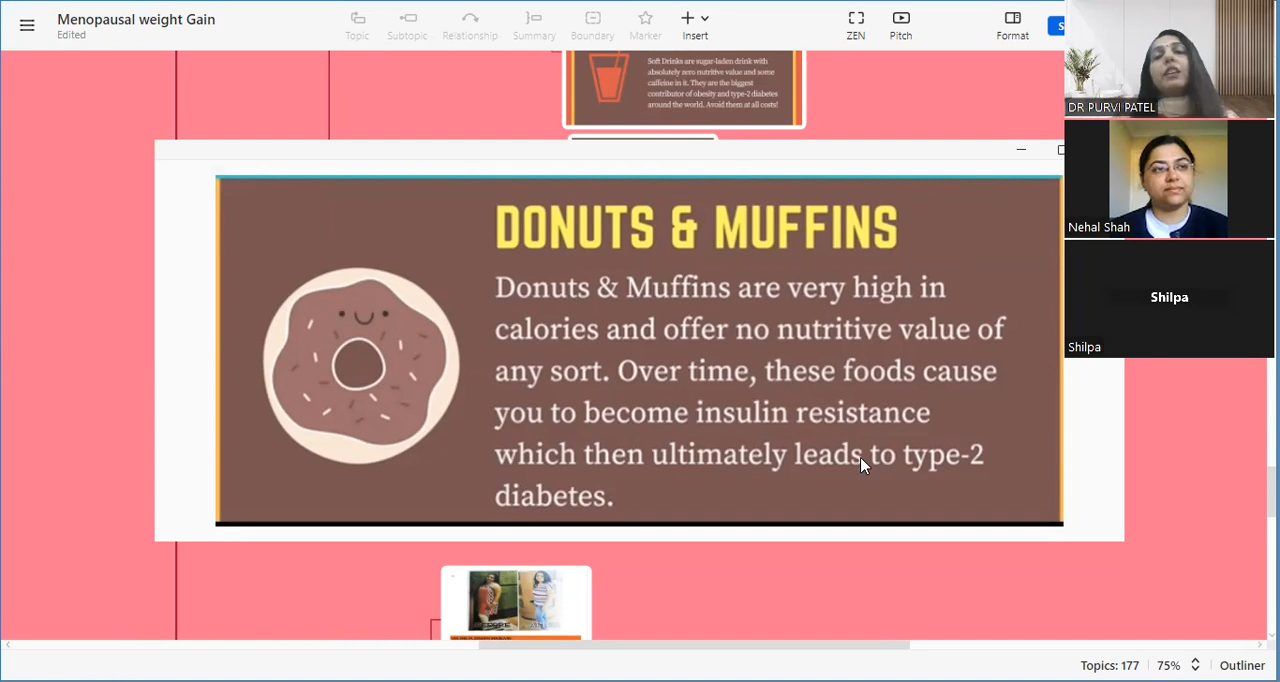 Menopausal weight Gain
Edited
Topic
Subtopic
Relationship
Summary
Boundary
Marker
Insert
ZEN
Pitch
Format
S
Soft Drinks are sugar-laden drink with
absolutely zero nutritive value and some
caffeine in it. They are the biggest
contributor of obesity and type-2 diabetes
around the world. Avoid them at all costs!
DR PURVI PATEL
Nehal Shah
Shilpa
Shilpa
DONUTS & MUFFINS
Donuts & Muffins are very high in
calories and offer no nutritive value of
any sort. Over time, these foods cause
you to become insulin resistance
which then ultimately leads to type-2
diabetes.
Topics: 177
75%
Outliner